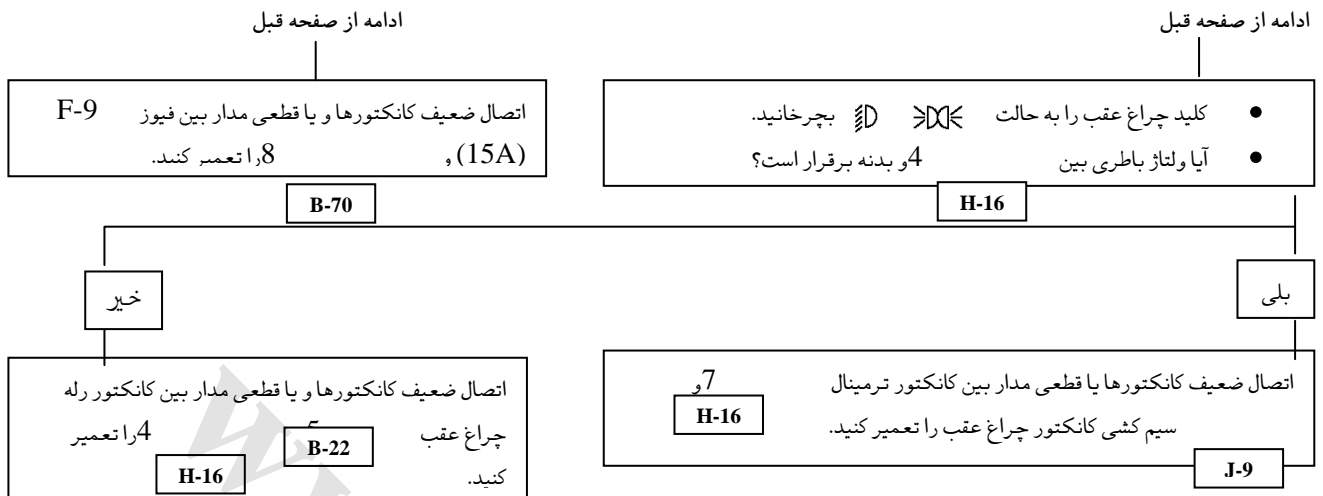 ادامه از صفحه قبل
کلید چراغ عقب را به حالت بچرخانید.
آیا ولتاژ باطری بین 4 و بدنه برقرار است؟
H-16
ادامه از صفحه قبل
اتصال ضعیف کانکتورها و یا قطعی مدار بین فیوز F-9
(15A) و 8 را تعمیر کنید.
B-70
بلی
خیر
اتصال ضعیف کانکتورها یا قطعی مدار بین کانکتور ترمینال 7 و
H-16
سیم کشی کانکتور چراغ عقب را تعمیر کنید.
J-9
اتصال ضعیف کانکتورها و یا قطعی مدار بین کانکتور رله
چراغ عقب B-22 4 را تعمیر
H-16
کنید.